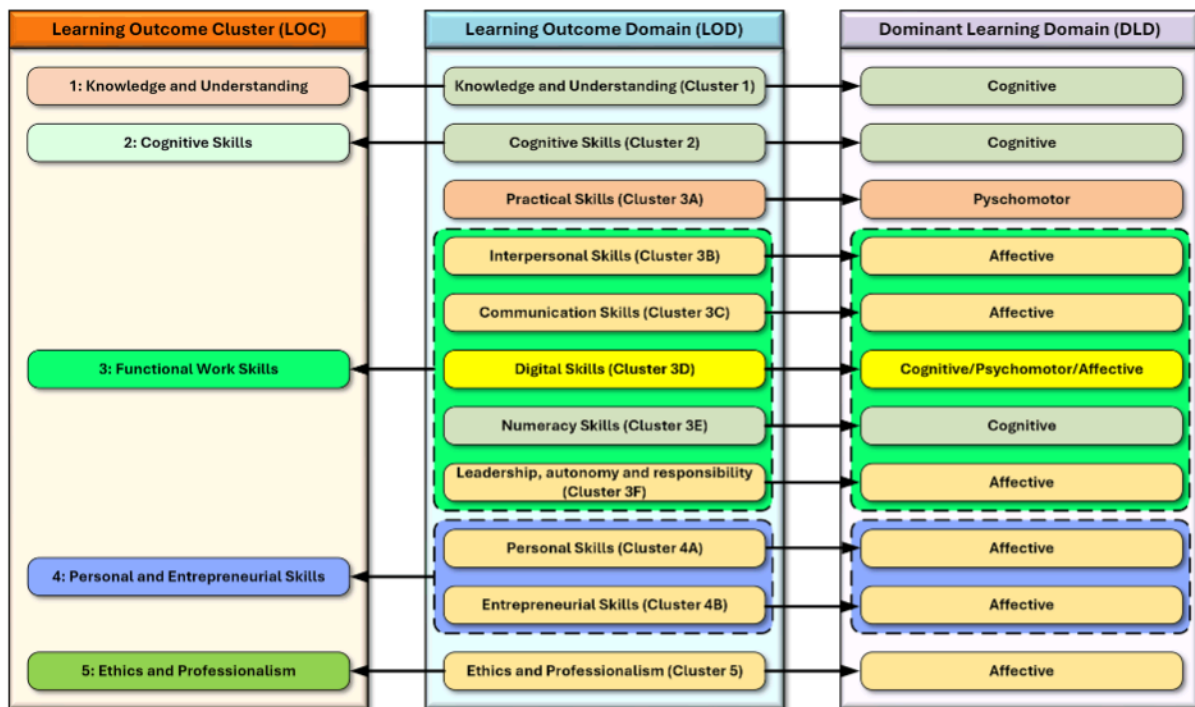 Learning Outcome Cluster (LOC)
Learning Outcome Domain (LOD)
Dominant Learning Domain (DLD)
1: Knowledge and Understanding
Knowledge and Understanding (Cluster 1)
Cognitive
2: Cognitive Skills
Cognitive Skills (Cluster 2)
Cognitive
Practical Skills (Cluster 3A)
Pyschomotor
Interpersonal Skills (Cluster 3B)
Affective
Communication Skills (Cluster 3C)
Affective
3: Functional Work Skills
Digital Skills (Cluster 3D)
Cognitive/Psychomotor/Affective
Numeracy Skills (Cluster 3E)
Cognitive
Leadership, autonomy and responsibility
(Cluster 3F)
Affective
Personal Skills (Cluster 4A)
Affective
4: Personal and Entrepreneurial Skills
Entrepreneurial Skills (Cluster 4B)
Affective
5: Ethics and Professionalism
Ethics and Professionalism (Cluster 5)
Affective